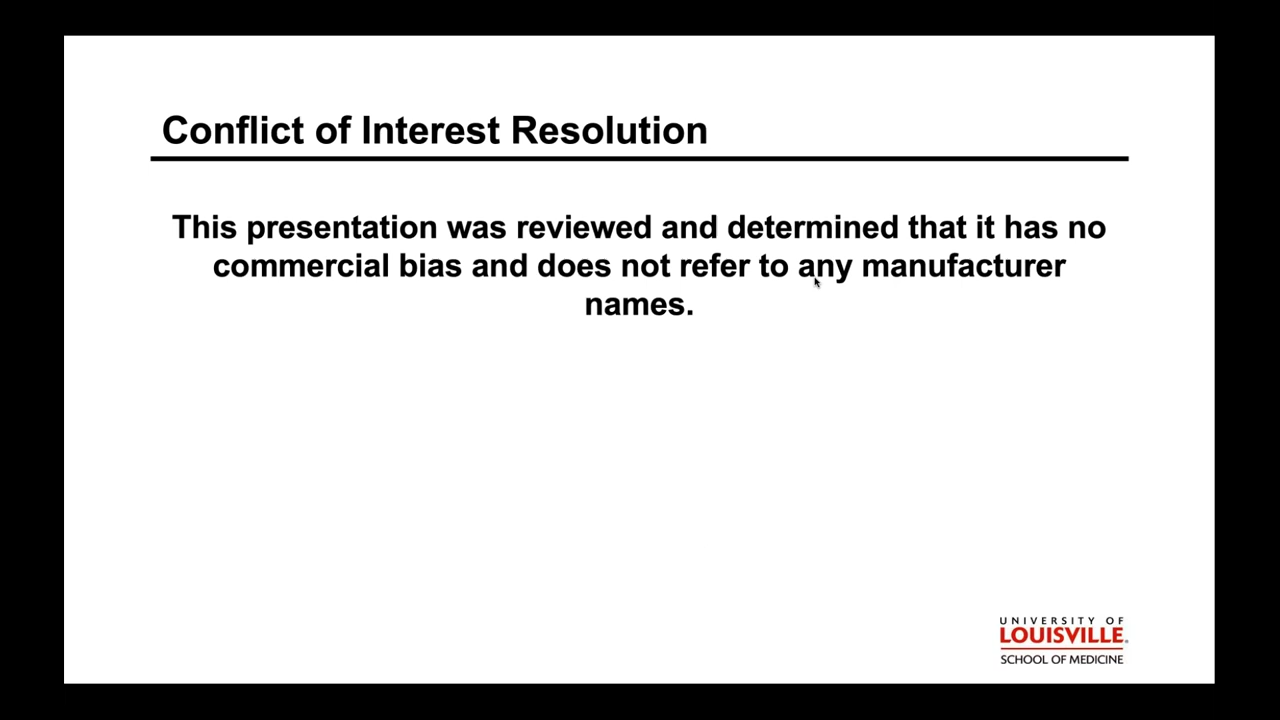 Conflict of Interest Resolution
This presentation was reviewed and determined that it has no
commercial bias and does not refer to any manufacturer
names.
UNIVERSITY OF
LOUISVILLE.
SCHOOL OF MEDICINE